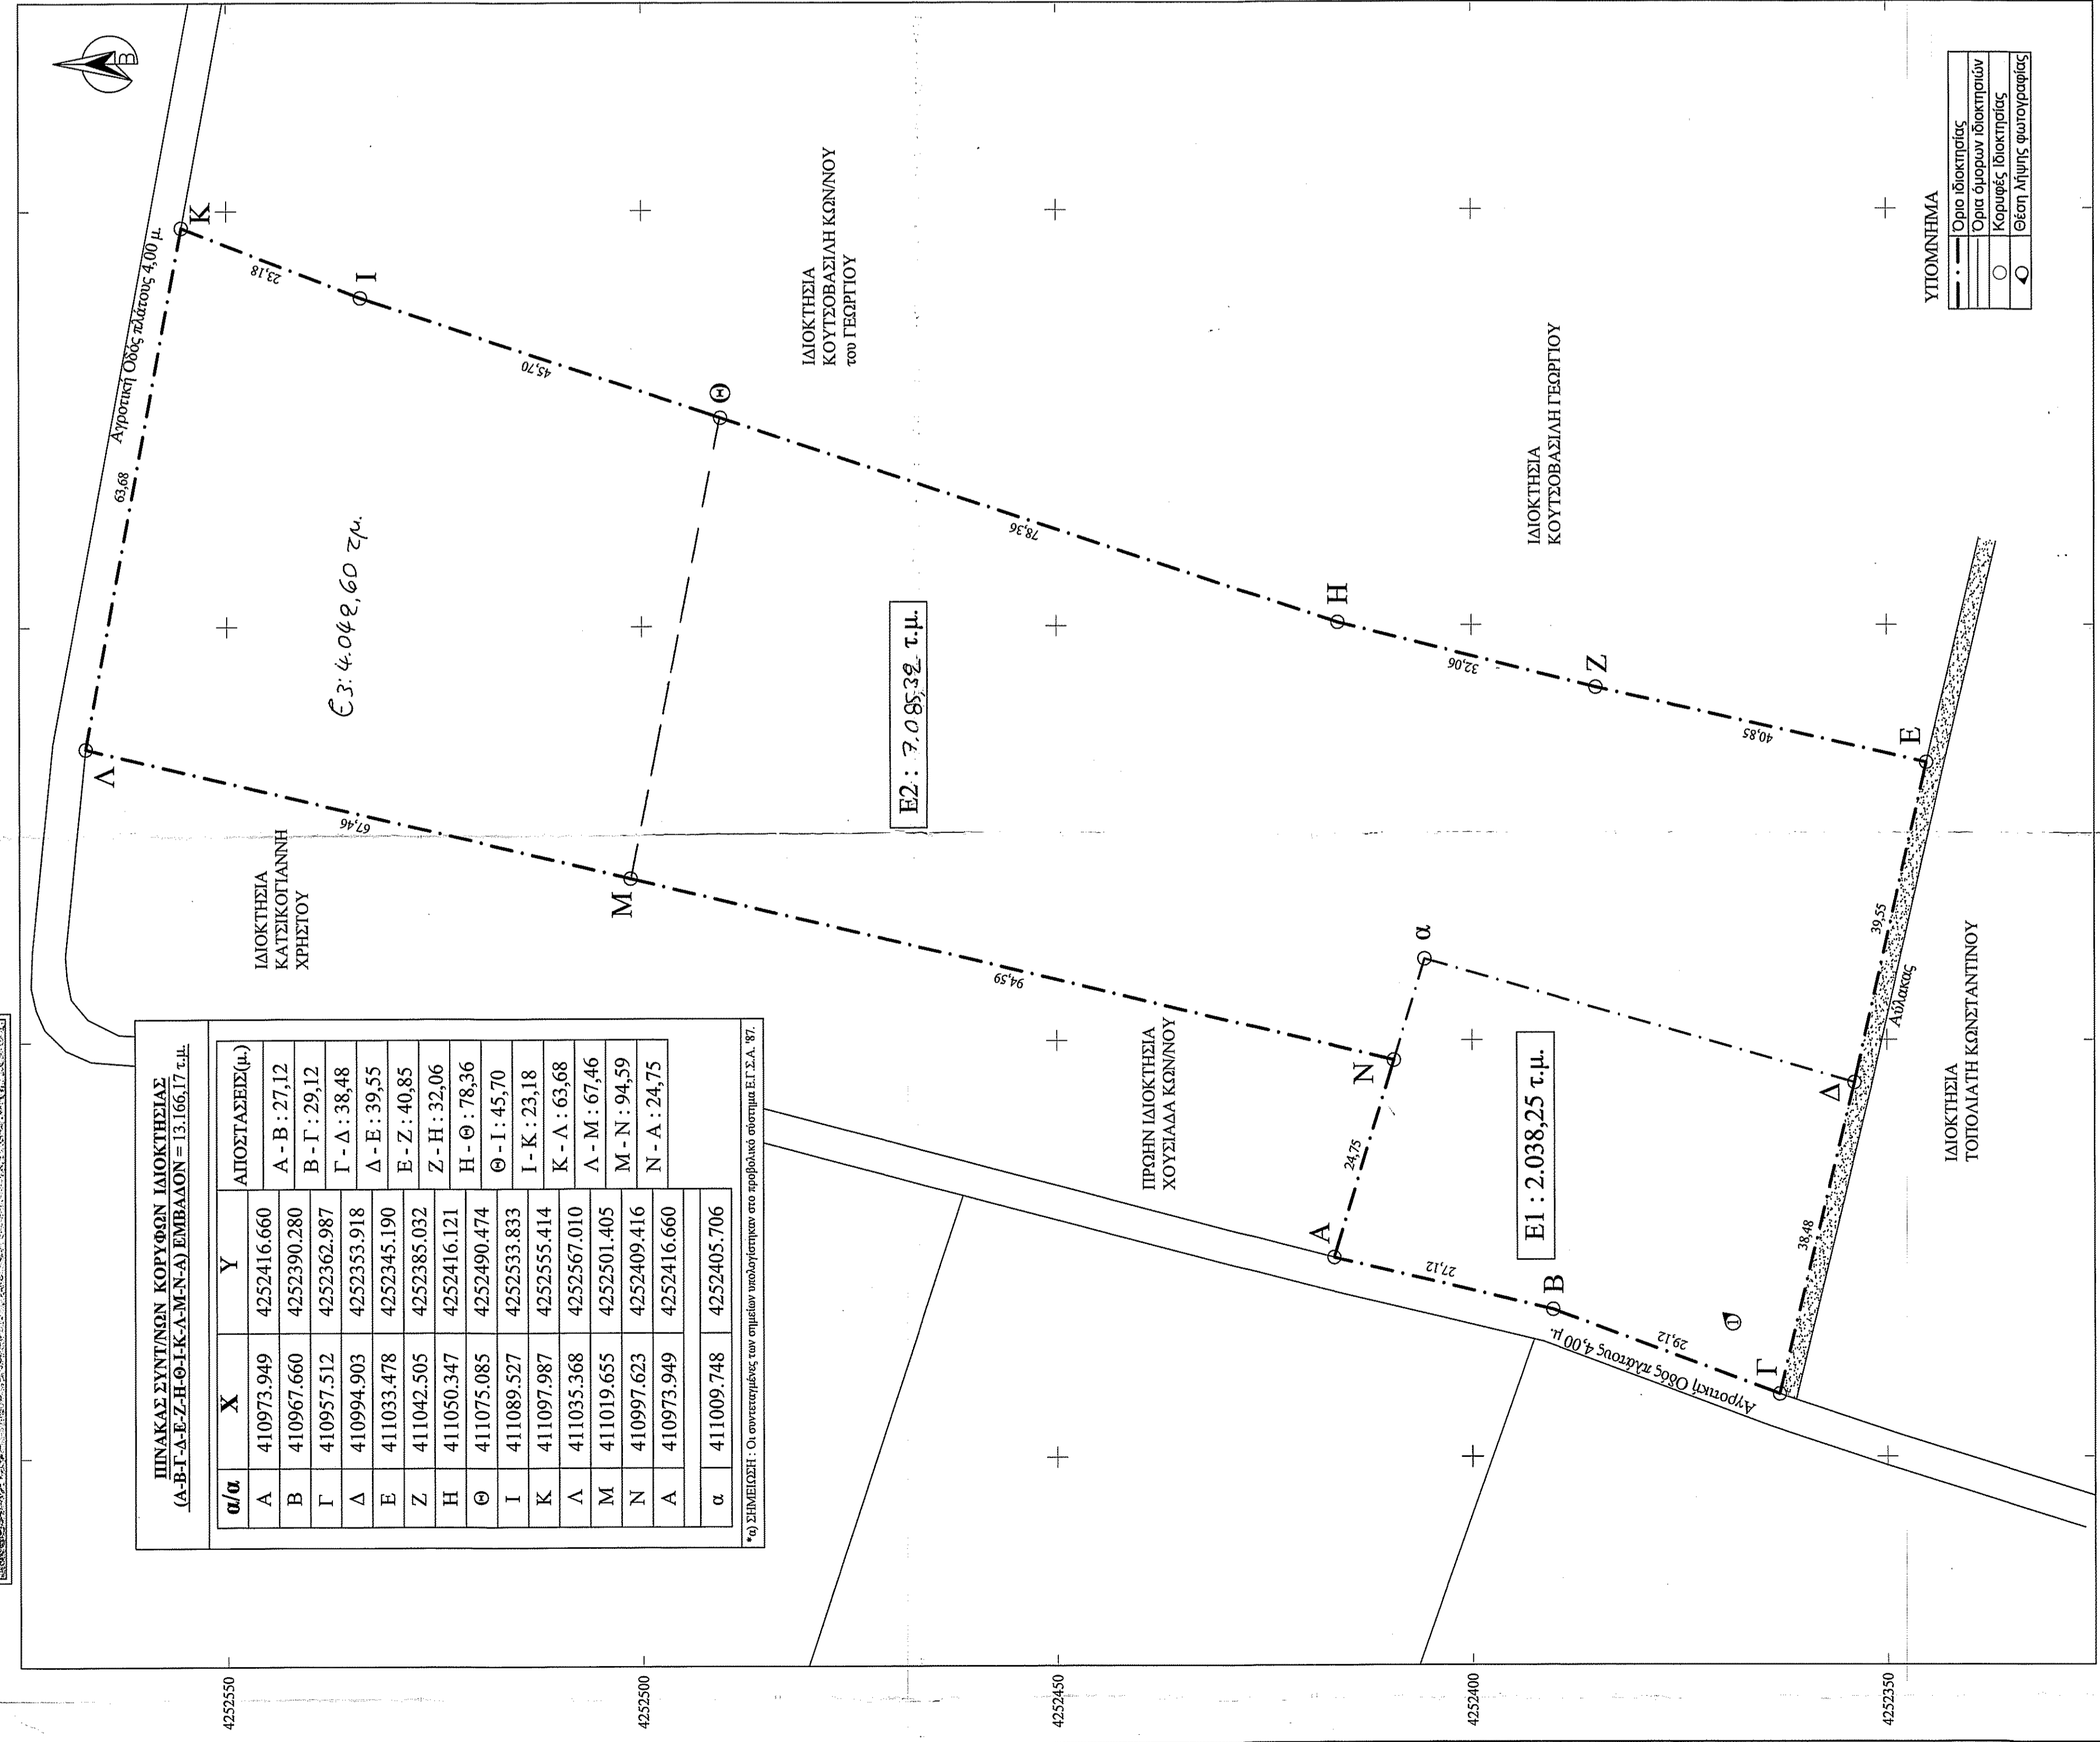 Β
Αγροτική Οδός πλάτους 4,00 μ.
Κ
Ι
Θ
Η
Ζ
Ε
Δ
Γ
Β
Α
Ν
Μ
Λ
α
63,68
23,18
45,70
78,36
32,06
40,85
39,55
38,48
29,12
27,12
24,75
94,59
67,46
Ε3: 4.042,60 τμ.
Ε2 : 7.085,32 τ.μ.
Ε1 : 2.038,25 τ.μ.
ΙΔΙΟΚΤΗΣΙΑ
ΚΑΤΣΙΚΟΓΙΑΝΝΗ
ΧΡΗΣΤΟΥ
ΙΔΙΟΚΤΗΣΙΑ
ΚΟΥΤΣΟΒΑΣΙΛΗ ΚΩΝ/ΝΟΥ
του ΓΕΩΡΓΙΟΥ
ΙΔΙΟΚΤΗΣΙΑ
ΚΟΥΤΣΟΒΑΣΙΛΗ ΓΕΩΡΓΙΟΥ
ΠΡΩΗΝ ΙΔΙΟΚΤΗΣΙΑ
ΧΟΥΣΙΑΔΑ ΚΩΝ/ΝΟΥ
ΙΔΙΟΚΤΗΣΙΑ
ΤΟΠΟΛΙΑΤΗ ΚΩΝΣΤΑΝΤΙΝΟΥ
Αύλακας
Αγροτική Οδός πλάτους 4,00 μ.
1
ΠΙΝΑΚΑΣ ΣΥΝΤ/ΝΩΝ ΚΟΡΥΦΩΝ ΙΔΙΟΚΤΗΣΙΑΣ
(Α-Β-Γ-Δ-Ε-Ζ-Η-Θ-Ι-Κ-Λ-Μ-Ν-Α) ΕΜΒΑΔΟΝ = 13.166,17 τ.μ.
α/α Χ Υ ΑΠΟΣΤΑΣΕΙΣ(μ.)
Α 410973.949 4252416.660 Α - Β : 27,12
Β 410967.660 4252390.280 Β - Γ : 29,12
Γ 410957.512 4252362.987 Γ - Δ : 38,48
Δ 410994.903 4252353.918 Δ - Ε : 39,55
Ε 411033.478 4252345.190 Ε - Ζ : 40,85
Ζ 411042.505 4252385.032 Ζ - Η : 32,06
Η 411050.347 4252416.121 Η - Θ : 78,36
Θ 411075.085 4252490.474 Θ - Ι : 45,70
Ι 411089.527 4252533.833 Ι - Κ : 23,18
Κ 411097.987 4252555.414 Κ - Λ : 63,68
Λ 411035.368 4252567.010 Λ - Μ : 67,46
Μ 411019.655 4252501.405 Μ - Ν : 94,59
Ν 410997.623 4252409.416 Ν - Α : 24,75
Α 410973.949 4252416.660
α 411009.748 4252405.706
*α) ΣΗΜΕΙΩΣΗ : Οι συντεταγμένες των σημείων υπολογίστηκαν στο προβολικό σύστημα Ε.Γ.Σ.Α. '87.
4252550
4252500
4252450
4252400
4252350
ΥΠΟΜΝΗΜΑ
Όριο ιδιοκτησίας
Όρια όμορων ιδιοκτησιών
Κορυφές Ιδιοκτησίας
Θέση λήψης φωτογραφίας